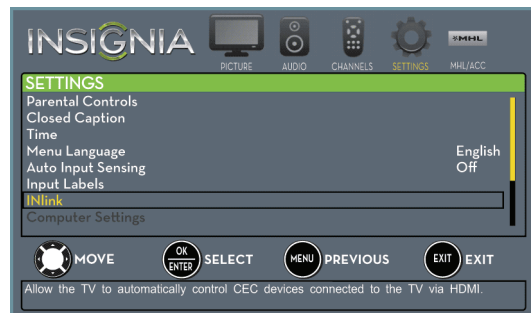 INSIGNIA
PICTURE AUDIO CHANNELS SETTINGS MHL/ACC
MHL
SETTINGS
Parental Controls
Closed Caption
Time
Menu Language English
Auto Input Sensing Off
Input Labels
INlink
Computer Settings
MOVE OK ENTER SELECT MENU PREVIOUS EXIT EXIT
Allow the TV to automatically control CEC devices connected to the TV via HDMI.